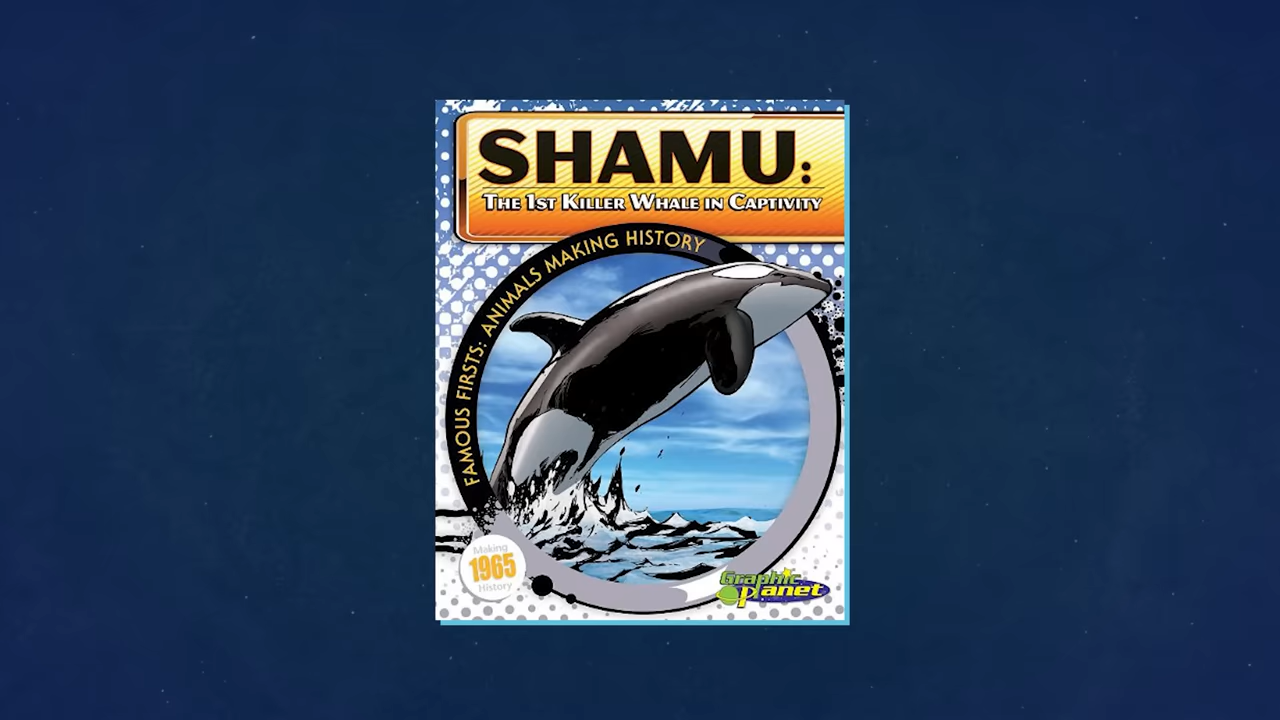 SHAMU:
THE 1ST KILLER WHALE IN CAPTIVITY
FAMOUS FIRSTS: ANIMALS MAKING HISTORY
Making
1965
History
Graphic
Planet